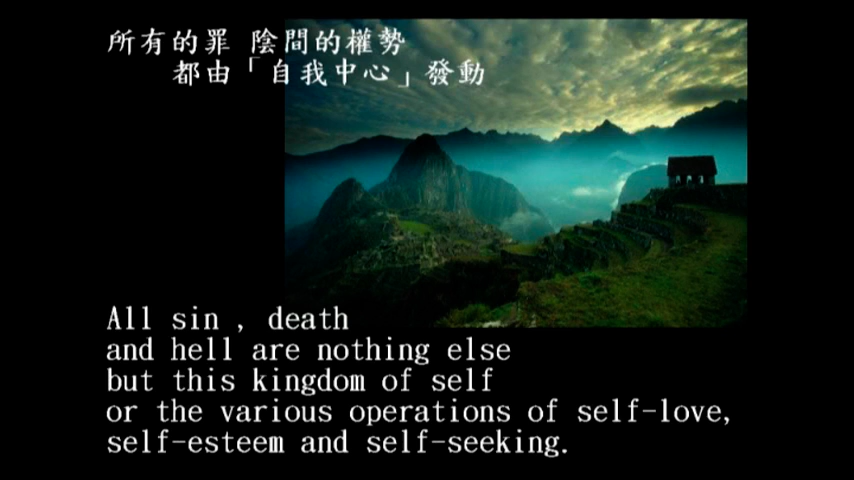 所有的罪 陰間的權勢
都由「自我中心」發動
All sin , death
and hell are nothing else
but this kingdom of self
or the various operations of self-love,
self-esteem and self-seeking.